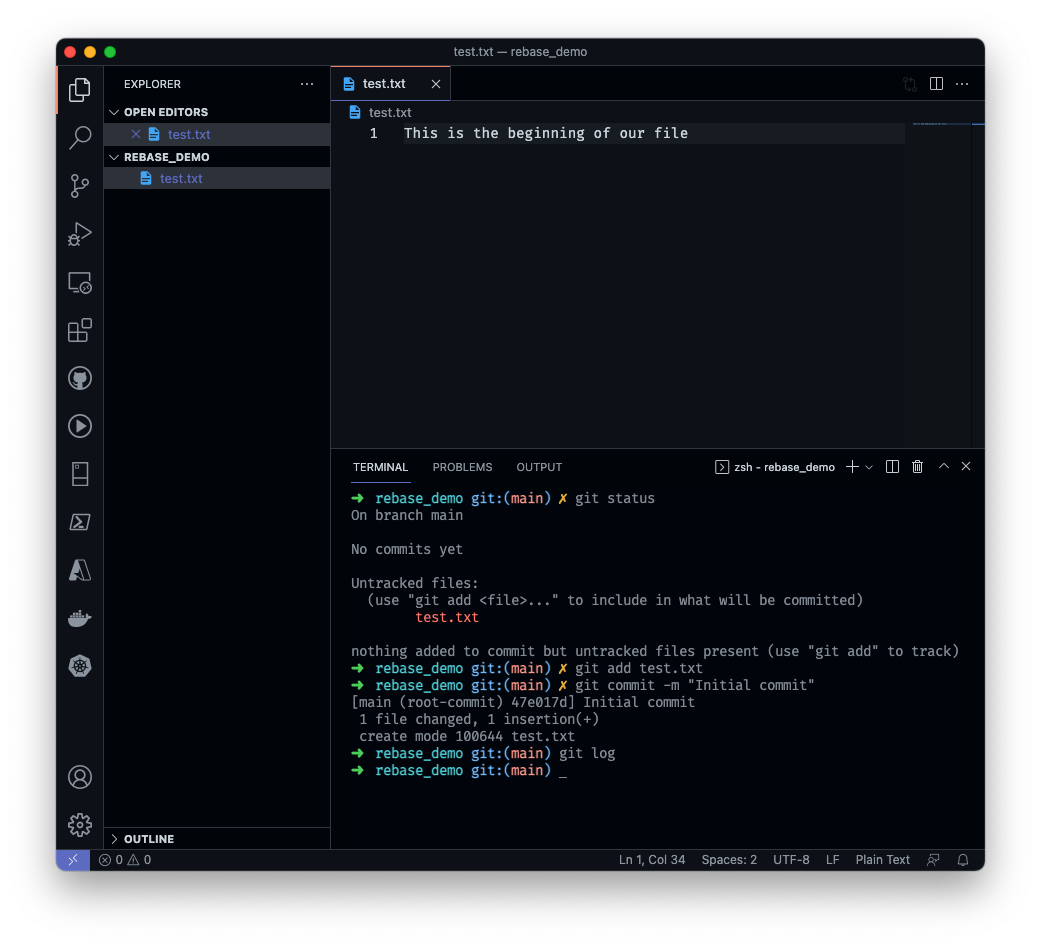 test.txt — rebase_demo
EXPLORER
OPEN EDITORS
test.txt
REBASE_DEMO
test.txt
OUTLINE
test.txt
test.txt
1 This is the beginning of our file
TERMINAL PROBLEMS OUTPUT zsh - rebase_demo
➜ rebase_demo git:(main) ✗ git status
On branch main
No commits yet
Untracked files:
(use "git add <file>..." to include in what will be committed)
test.txt
nothing added to commit but untracked files present (use "git add" to track)
➜ rebase_demo git:(main) ✗ git add test.txt
➜ rebase_demo git:(main) ✗ git commit -m "Initial commit"
[main (root-commit) 47e017d] Initial commit
1 file changed, 1 insertion(+)
create mode 100644 test.txt
➜ rebase_demo git:(main) git log
➜ rebase_demo git:(main) _
0 0 Ln 1, Col 34 Spaces: 2 UTF-8 LF Plain Text